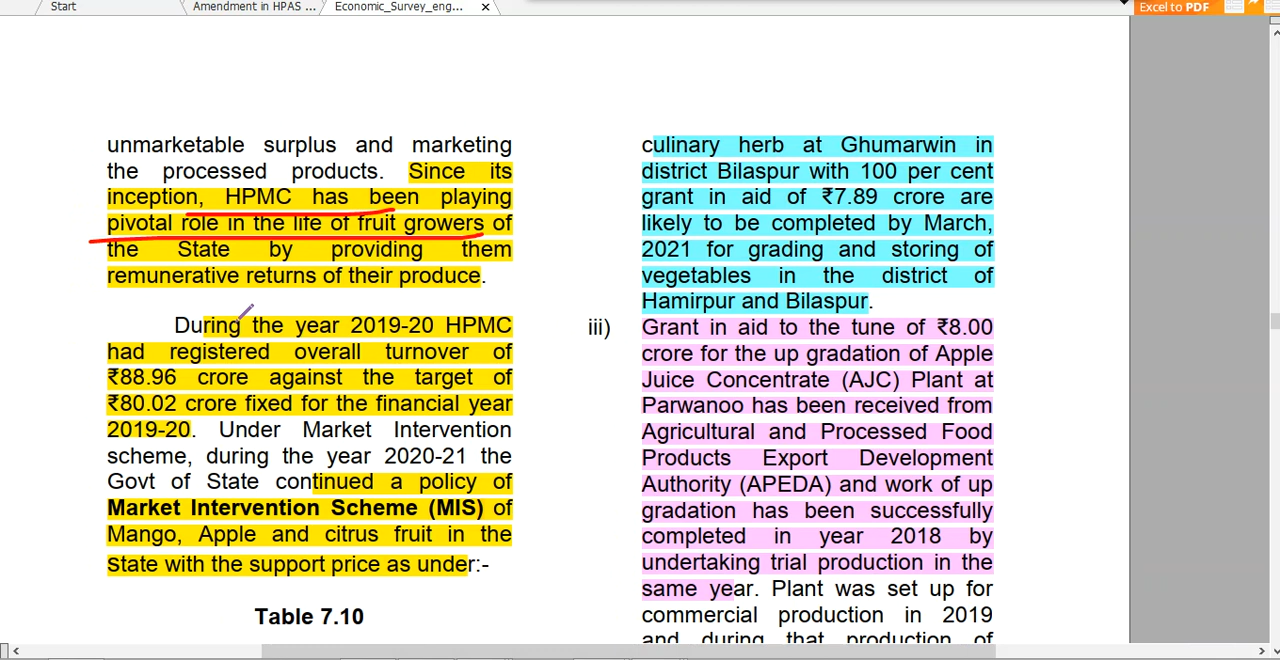 Start
Amendment in HPAS ...
Economic_Survey_eng...
Excel to PDF
unmarketable surplus and marketing
the processed products. Since its
inception, HPMC has been playing
pivotal role in the life of fruit growers of
the State by providing them
remunerative returns of their produce.
During the year 2019-20 HPMC
had registered overall turnover of
₹88.96 crore against the target of
₹80.02 crore fixed for the financial year
2019-20. Under Market Intervention
scheme, during the year 2020-21 the
Govt of State continued a policy of
Market Intervention Scheme (MIS) of
Mango, Apple and citrus fruit in the
State with the support price as under:-
Table 7.10
culinary herb at Ghumarwin in
district Bilaspur with 100 per cent
grant in aid of ₹7.89 crore are
likely to be completed by March,
2021 for grading and storing of
vegetables in the district of
Hamirpur and Bilaspur.
iii) Grant in aid to the tune of ₹8.00
crore for the up gradation of Apple
Juice Concentrate (AJC) Plant at
Parwanoo has been received from
Agricultural and Processed Food
Products Export Development
Authority (APEDA) and work of up
gradation has been successfully
completed in year 2018 by
undertaking trial production in the
same year. Plant was set up for
commercial production in 2019
and during that production of